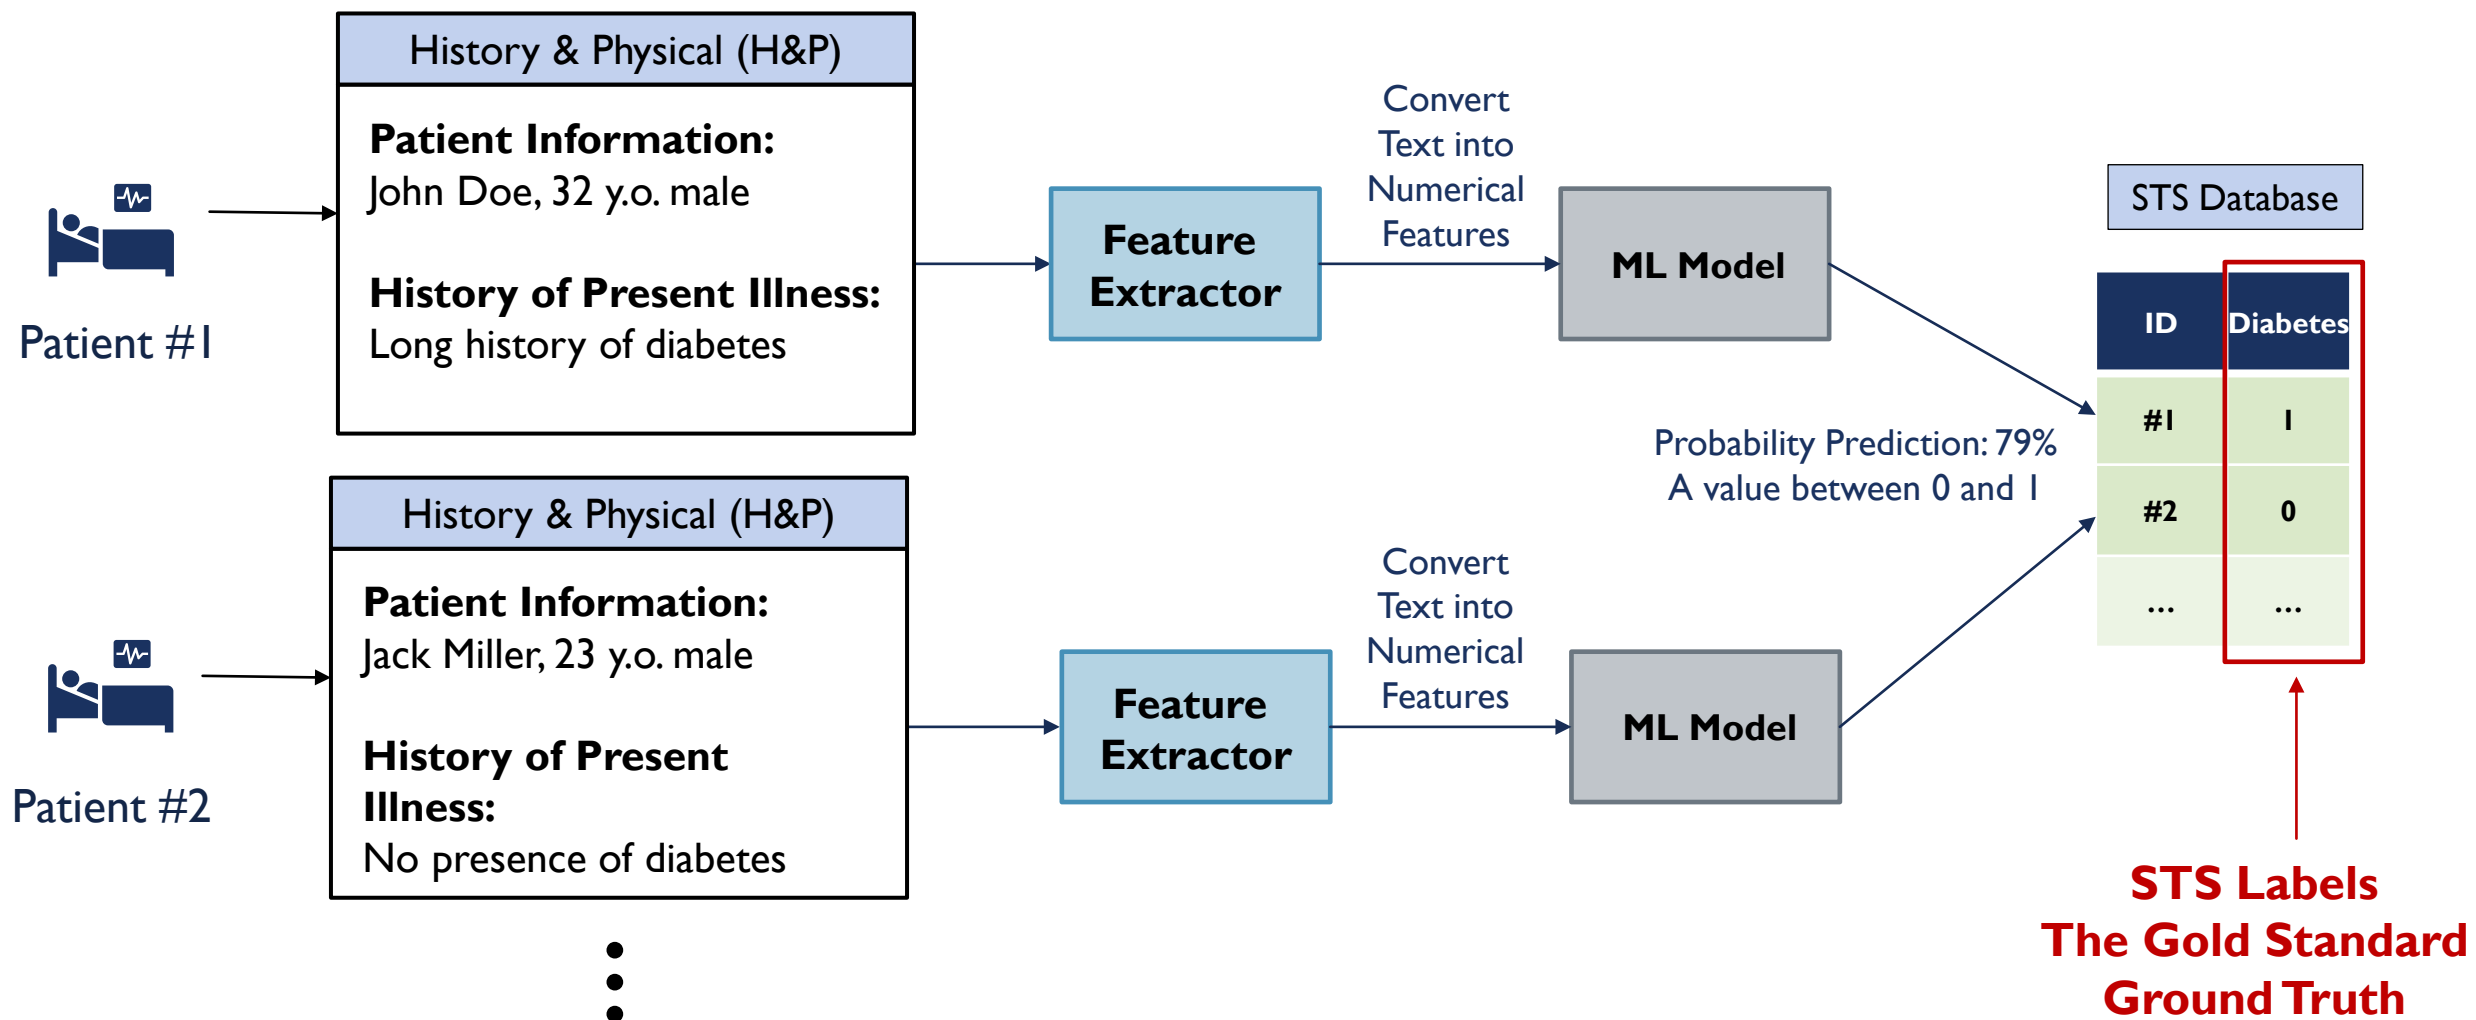 History & Physical (H&P)
Patient Information:
John Doe, 32 y.o. male
History of Present Illness:
Long history of diabetes
Patient #1
Feature
Extractor
Convert
Text into
Numerical
Features
ML Model
Probability Prediction: 79%
A value between 0 and 1
STS Database
ID Diabetes
#1 1
#2 0
... ...
History & Physical (H&P)
Patient Information:
Jack Miller, 23 y.o. male
History of Present
Illness:
No presence of diabetes
Patient #2
Feature
Extractor
Convert
Text into
Numerical
Features
ML Model
STS Labels
The Gold Standard
Ground Truth